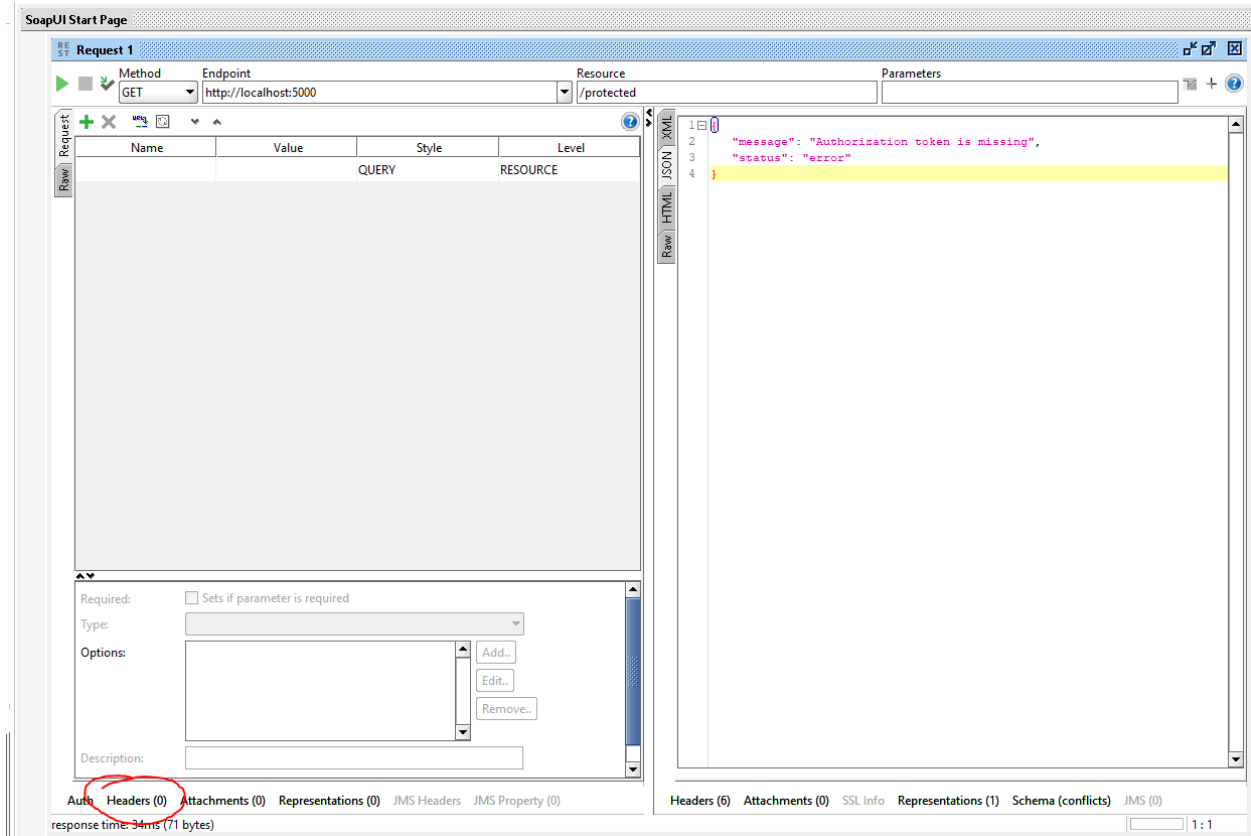 SoapUI Start Page
REST Request 1
Method Endpoint Resource Parameters
GET http://localhost:5000 /protected
Request
Raw
Name Value Style Level
QUERY RESOURCE
XML
JSON
HTML
Raw
1 {
2 "message": "Authorization token is missing",
3 "status": "error"
4 }
Required: Sets if parameter is required
Type:
Options:
Add..
Edit..
Remove..
Description:
Auth Headers (0) Attachments (0) Representations (0) JMS Headers JMS Property (0)
Headers (6) Attachments (0) SSL Info Representations (1) Schema (conflicts) JMS (0)
response time: 34ms (71 bytes)
1 : 1